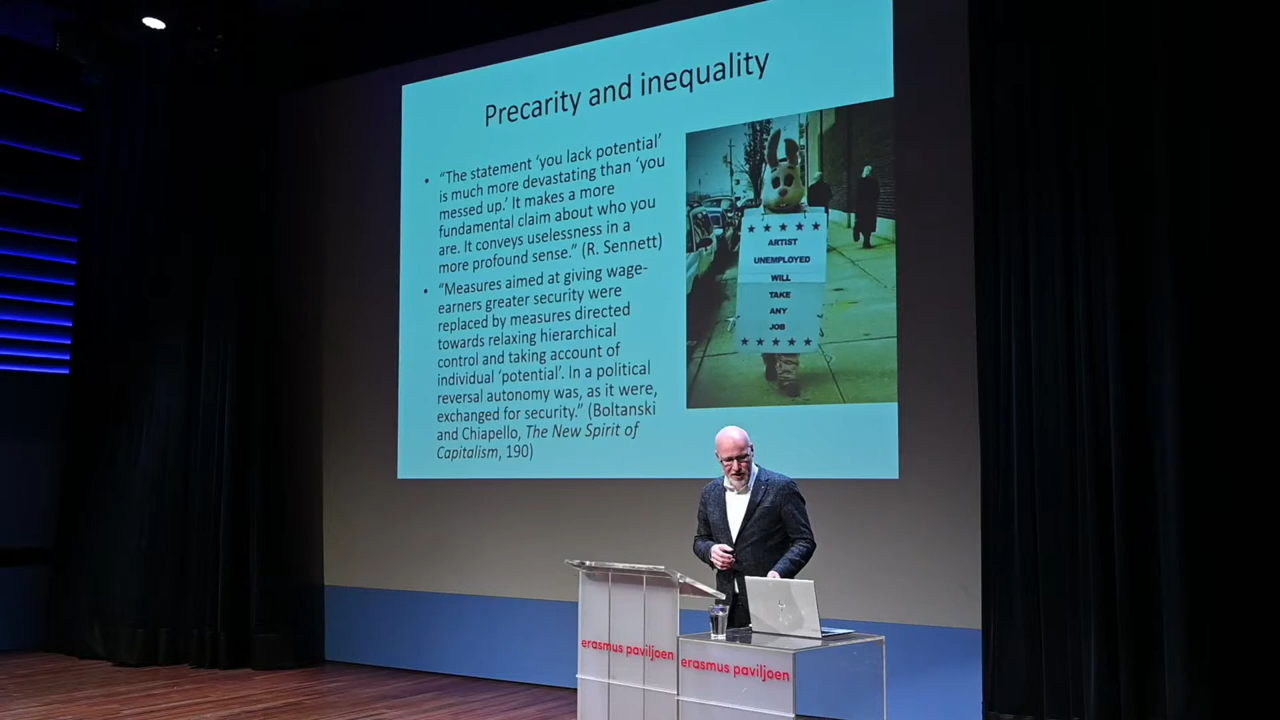 Precarity and inequality
• “The statement ‘you lack potential’
is much more devastating than ‘you
messed up.’ It makes a more
fundamental claim about who you
are. It conveys uselessness in a
more profound sense.” (R. Sennett)
• “Measures aimed at giving wage-
earners greater security were
replaced by measures directed
towards relaxing hierarchical
control and taking account of
individual ‘potential’. In a political
reversal autonomy was, as it were,
exchanged for security.” (Boltanski
and Chiapello, The New Spirit of
Capitalism, 190)
ARTIST
UNEMPLOYED
WILL
TAKE
ANY
JOB
erasmus paviljoen
erasmus paviljoen